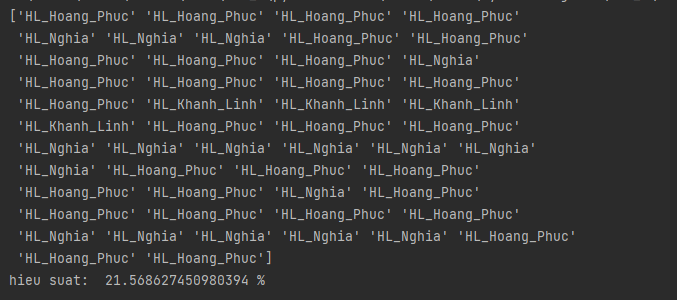 ['HL_Hoang_Phuc' 'HL_Hoang_Phuc' 'HL_Hoang_Phuc' 'HL_Hoang_Phuc'
'HL_Nghia' 'HL_Nghia' 'HL_Nghia' 'HL_Hoang_Phuc' 'HL_Hoang_Phuc'
'HL_Hoang_Phuc' 'HL_Hoang_Phuc' 'HL_Hoang_Phuc' 'HL_Nghia'
'HL_Hoang_Phuc' 'HL_Hoang_Phuc' 'HL_Hoang_Phuc' 'HL_Hoang_Phuc'
'HL_Hoang_Phuc' 'HL_Khanh_Linh' 'HL_Khanh_Linh' 'HL_Khanh_Linh'
'HL_Khanh_Linh' 'HL_Hoang_Phuc' 'HL_Hoang_Phuc' 'HL_Hoang_Phuc'
'HL_Nghia' 'HL_Nghia' 'HL_Nghia' 'HL_Nghia' 'HL_Nghia' 'HL_Nghia'
'HL_Nghia' 'HL_Hoang_Phuc' 'HL_Hoang_Phuc' 'HL_Hoang_Phuc'
'HL_Hoang_Phuc' 'HL_Hoang_Phuc' 'HL_Nghia' 'HL_Hoang_Phuc'
'HL_Hoang_Phuc' 'HL_Hoang_Phuc' 'HL_Hoang_Phuc' 'HL_Hoang_Phuc'
'HL_Nghia' 'HL_Nghia' 'HL_Nghia' 'HL_Nghia' 'HL_Nghia' 'HL_Hoang_Phuc'
'HL_Hoang_Phuc' 'HL_Hoang_Phuc']
hieu suat:  21.568627450980394 %